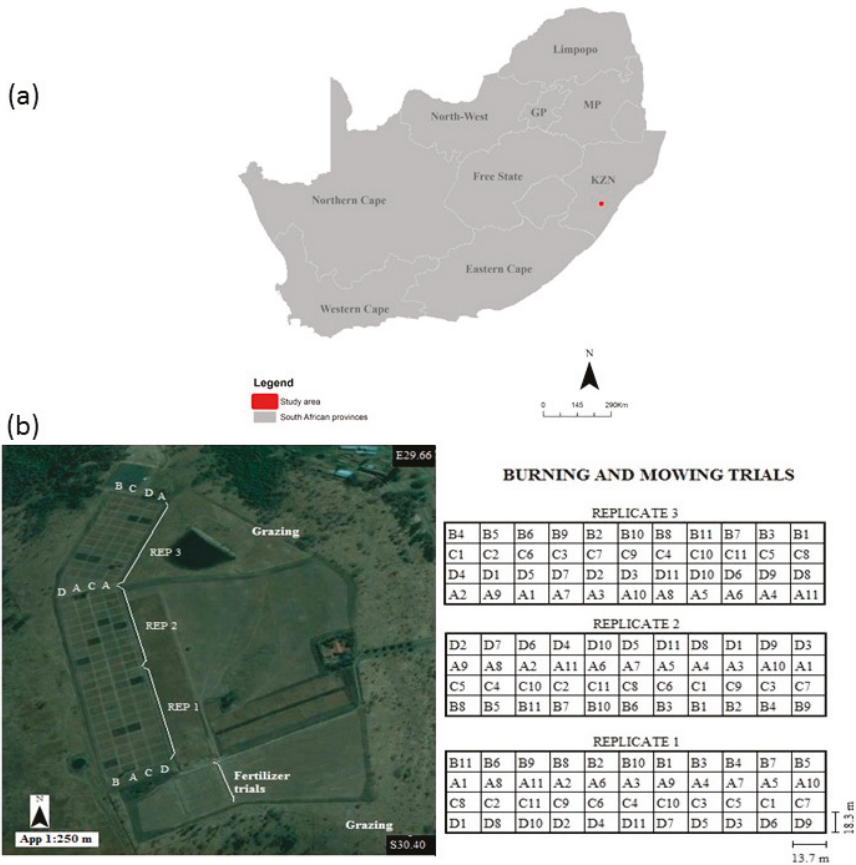 (a)
Limpopo
North-West
GP
MP
Free State
KZN
Northern Cape
Eastern Cape
Western Cape
N
Legend
Study area
South African provinces
0 145 290Km
(b)
E29.66
B C D A
Grazing
REP 3
D A C A
REP 2
REP 1
B A C D
Fertilizer
trials
N
Grazing
App 1:250 m
S30.40
BURNING AND MOWING TRIALS
REPLICATE 3
B4 B5 B6 B9 B2 B10 B8 B11 B7 B3 B1
C1 C2 C6 C3 C7 C9 C4 C10 C11 C5 C8
D4 D1 D5 D7 D2 D3 D11 D10 D6 D9 D8
A2 A9 A1 A7 A3 A10 A8 A5 A6 A4 A11
REPLICATE 2
D2 D7 D6 D4 D10 D5 D11 D8 D1 D9 D3
A9 A8 A2 A11 A6 A7 A5 A4 A3 A10 A1
C5 C4 C10 C2 C11 C8 C6 C1 C9 C3 C7
B8 B5 B11 B7 B10 B6 B3 B1 B2 B4 B9
REPLICATE 1
B11 B6 B9 B8 B2 B10 B1 B3 B4 B7 B5
A1 A8 A11 A2 A6 A3 A9 A4 A7 A5 A10
C8 C2 C11 C9 C6 C4 C10 C3 C5 C1 C7
D1 D8 D10 D2 D4 D11 D7 D5 D3 D6 D9
18.3 m
13.7 m